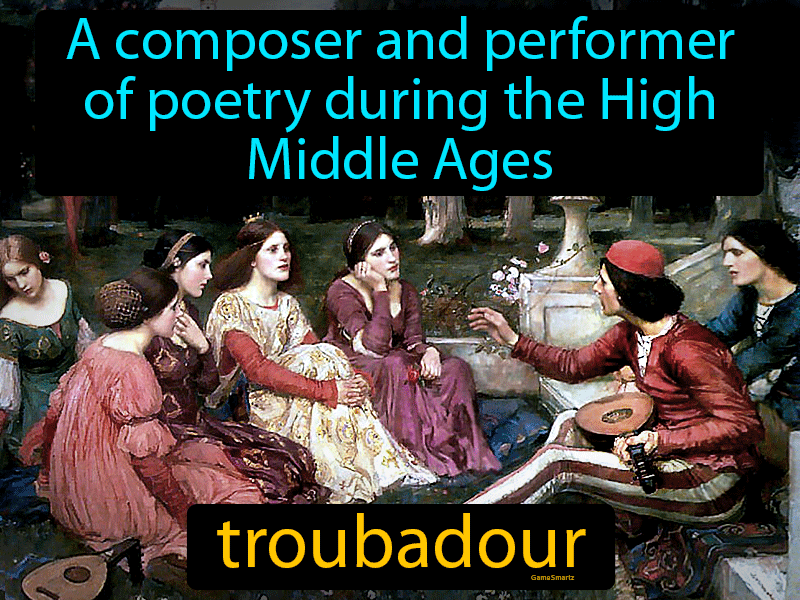 A composer and performer
of poetry during the High
Middle Ages
troubadour
GameSmartz